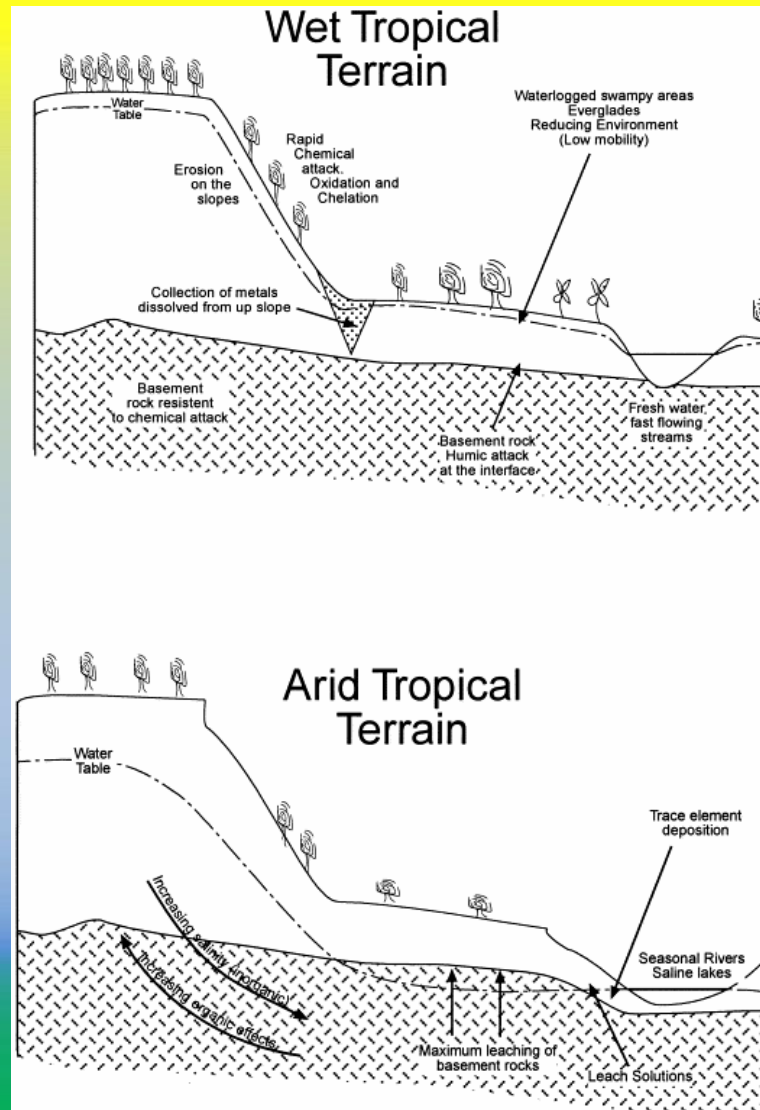 Wet Tropical
Terrain
Water
Table
Waterlogged swampy areas
Everglades
Reducing Environment
(Low mobility)
Rapid
Chemical
attack.
Oxidation and
Chelation
Erosion
on the
slopes
Collection of metals
dissolved from up slope
Basement
rock resistent
to chemical attack
Fresh water,
fast flowing
streams
Basement rock
Humic attack
at the interface
Arid Tropical
Terrain
Water
Table
Trace element
deposition
Increasing salinity (inorganic)
Increasing organic effects
Seasonal Rivers
Saline lakes
Maximum leaching of
basement rocks
Leach Solutions